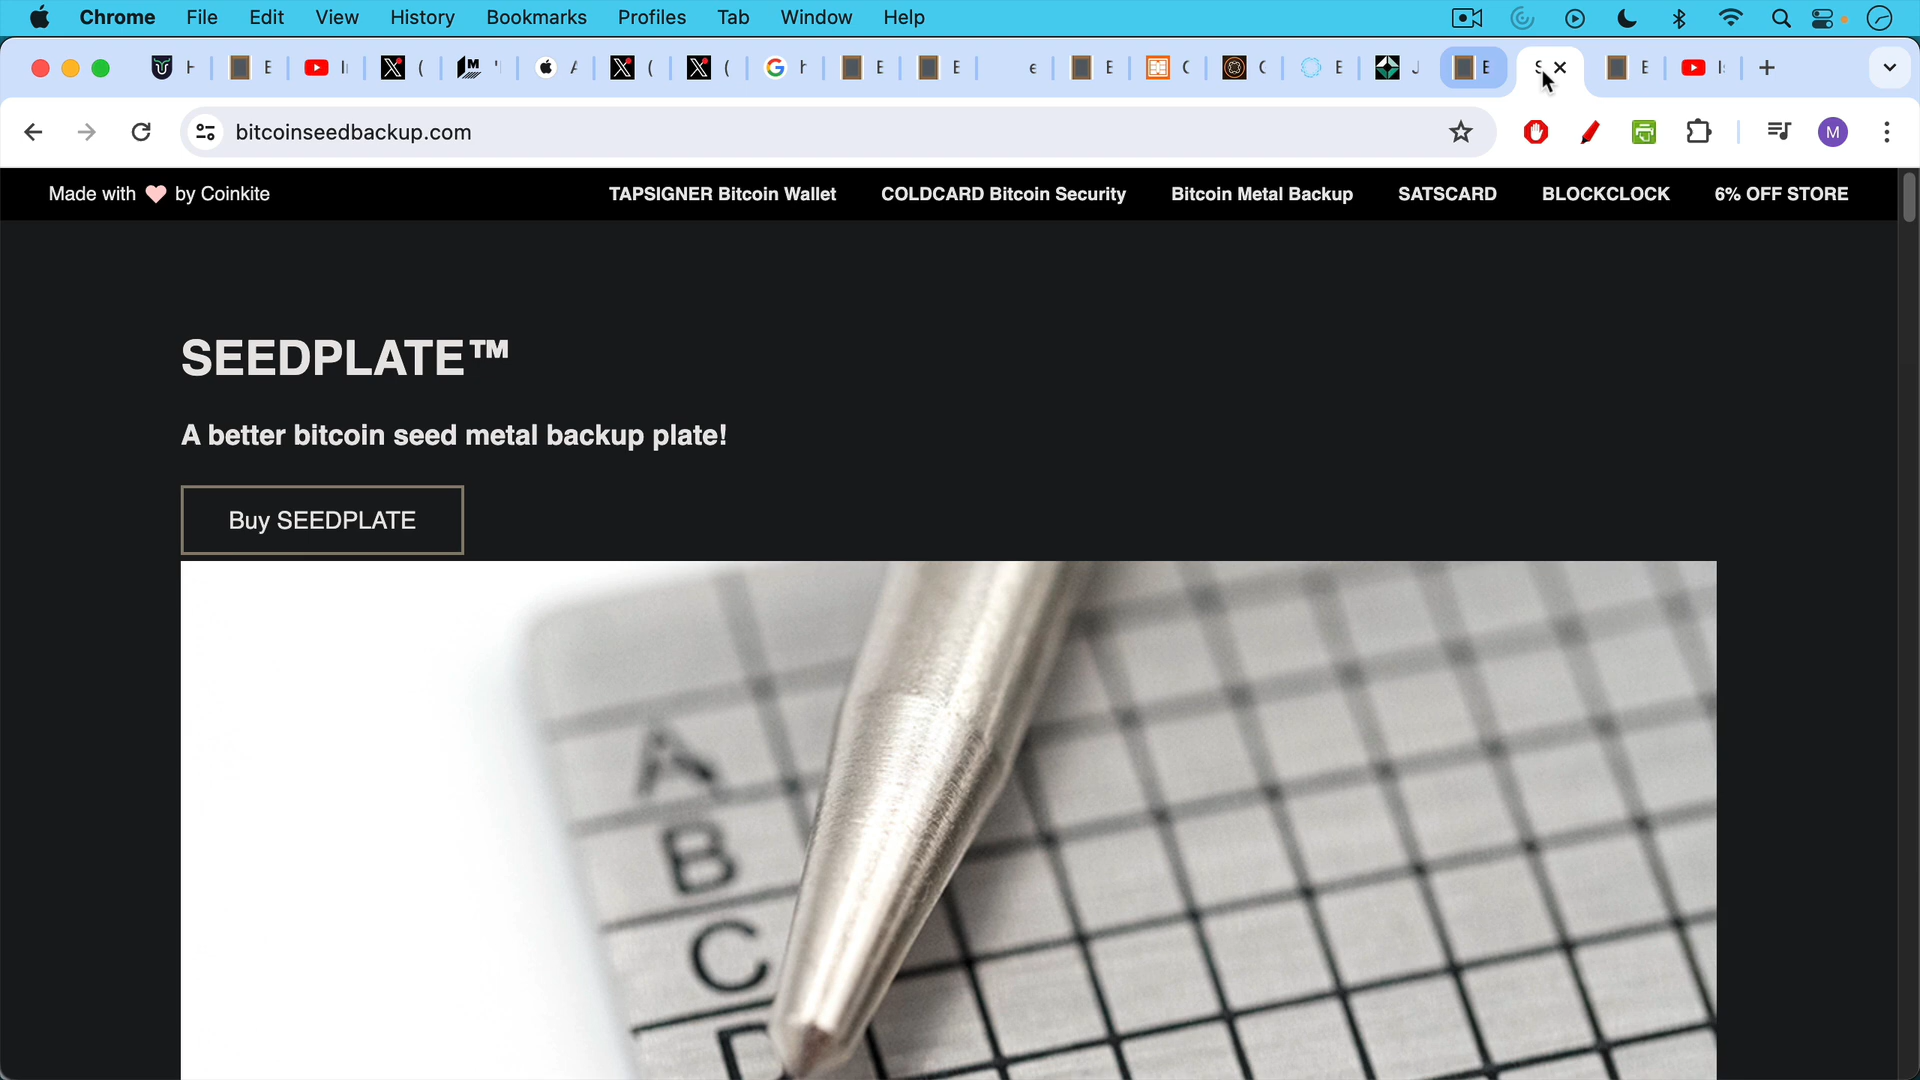 Chrome File Edit View History Bookmarks Profiles Tab Window Help
bitcoinseedbackup.com
M
Made with ❤ by Coinkite TAPSIGNER Bitcoin Wallet COLDCARD Bitcoin Security Bitcoin Metal Backup SATSCARD BLOCKCLOCK 6% OFF STORE
SEEDPLATE™
A better bitcoin seed metal backup plate!
Buy SEEDPLATE
A
B
C
D